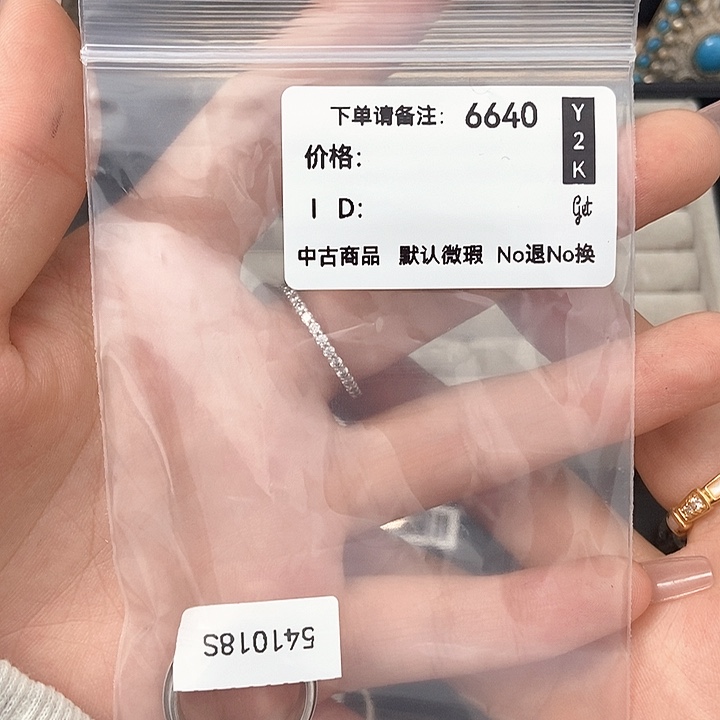 下单请备注: 6640
Y2K
价格:
I D:
Get
中古商品 默认微瑕 No退No换
541018S